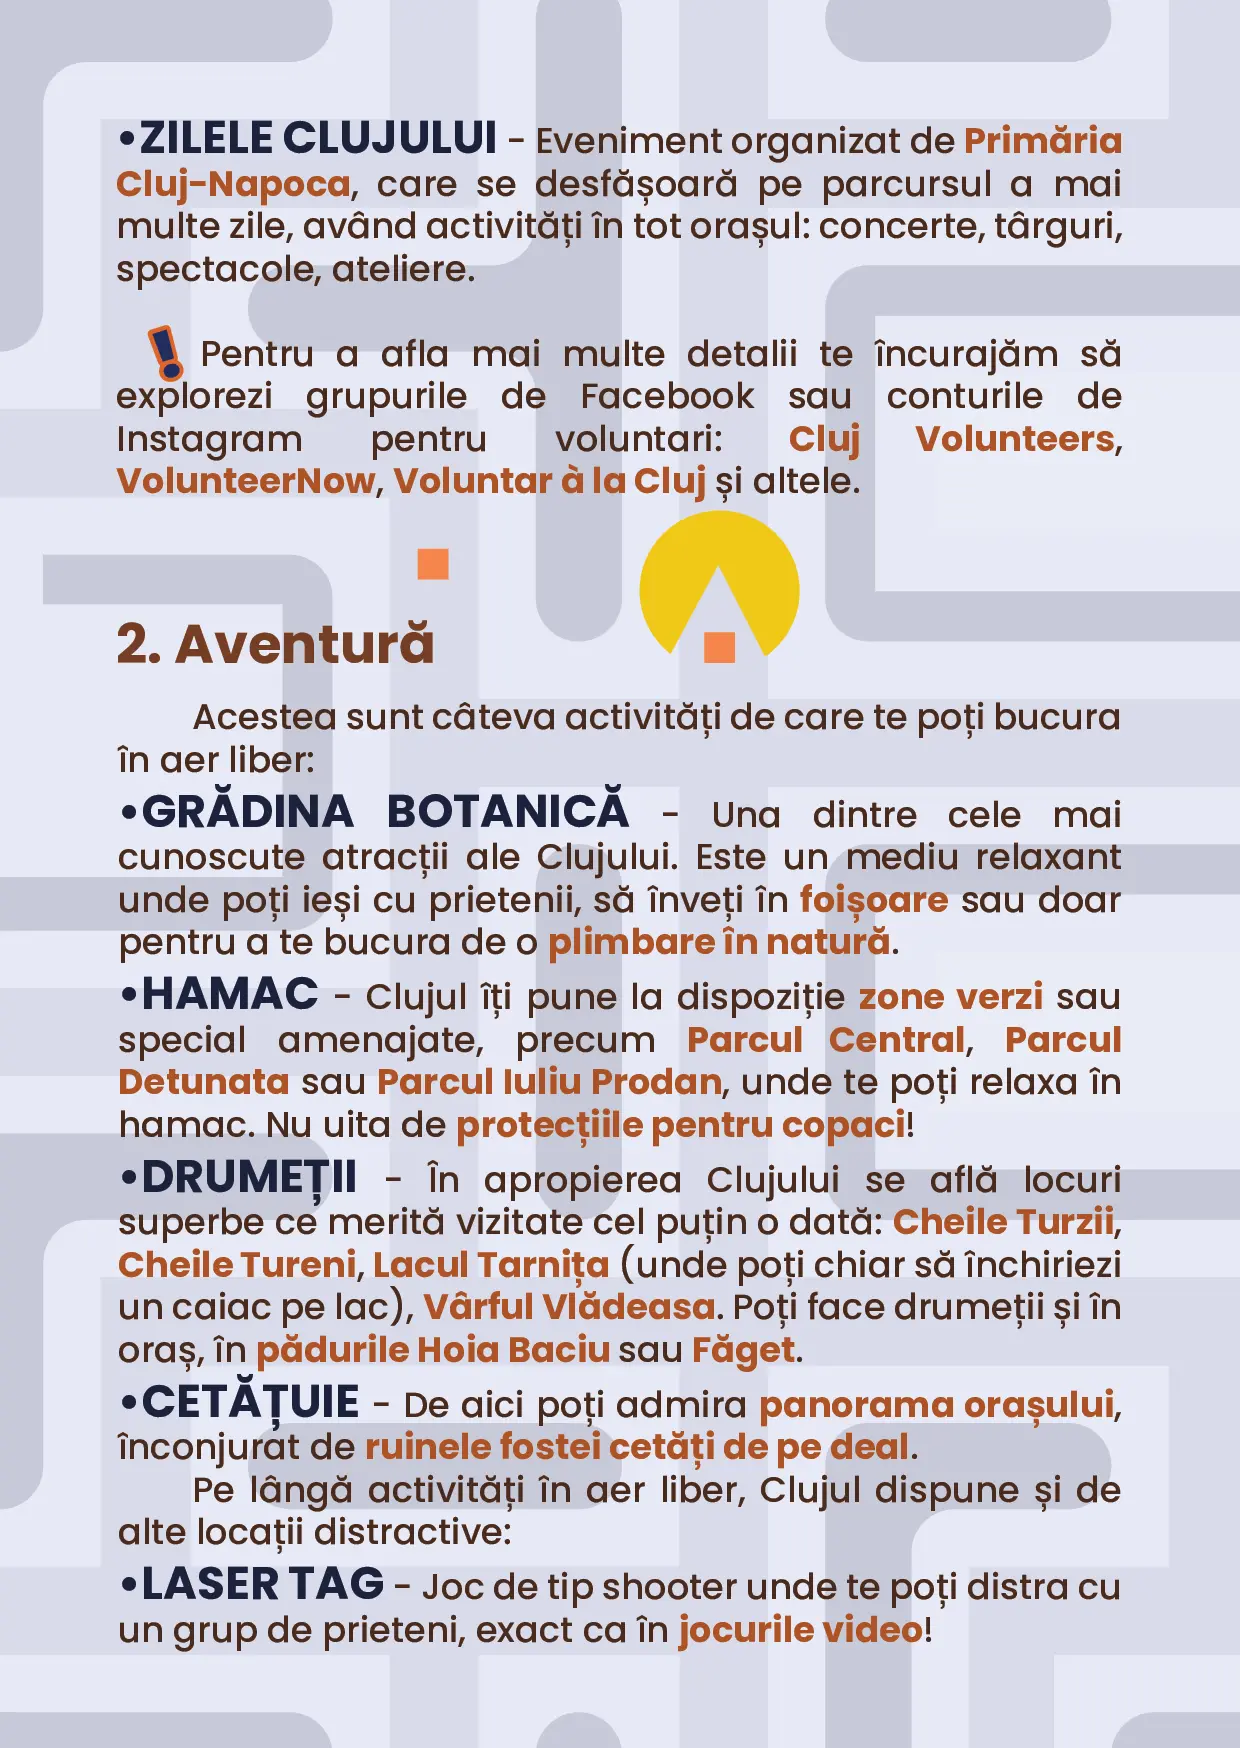 •ZILELE CLUJULUI - Eveniment organizat de Primăria
Cluj-Napoca, care se desfășoară pe parcursul a mai
multe zile, având activități în tot orașul: concerte, târguri,
spectacole, ateliere.
! Pentru a afla mai multe detalii te încurajăm să
explorezi grupurile de Facebook sau conturile de
Instagram pentru voluntari: Cluj Volunteers,
VolunteerNow, Voluntar à la Cluj și altele.
2. Aventură
Acestea sunt câteva activități de care te poți bucura
în aer liber:
•GRĂDINA BOTANICĂ - Una dintre cele mai
cunoscute atracții ale Clujului. Este un mediu relaxant
unde poți ieși cu prietenii, să înveți în foișoare sau doar
pentru a te bucura de o plimbare în natură.
•HAMAC - Clujul îți pune la dispoziție zone verzi sau
special amenajate, precum Parcul Central, Parcul
Detunata sau Parcul Iuliu Prodan, unde te poți relaxa în
hamac. Nu uita de protecțiile pentru copaci!
•DRUMEȚII - În apropierea Clujului se află locuri
superbe ce merită vizitate cel puțin o dată: Cheile Turzii,
Cheile Tureni, Lacul Tarnița (unde poți chiar să închiriezi
un caiac pe lac), Vârful Vlădeasa. Poți face drumeții și în
oraș, în pădurile Hoia Baciu sau Făget.
•CETĂȚUIE - De aici poți admira panorama orașului,
înconjurat de ruinele fostei cetăți de pe deal.
Pe lângă activități în aer liber, Clujul dispune și de
alte locații distractive:
•LASER TAG - Joc de tip shooter unde te poți distra cu
un grup de prieteni, exact ca în jocurile video!